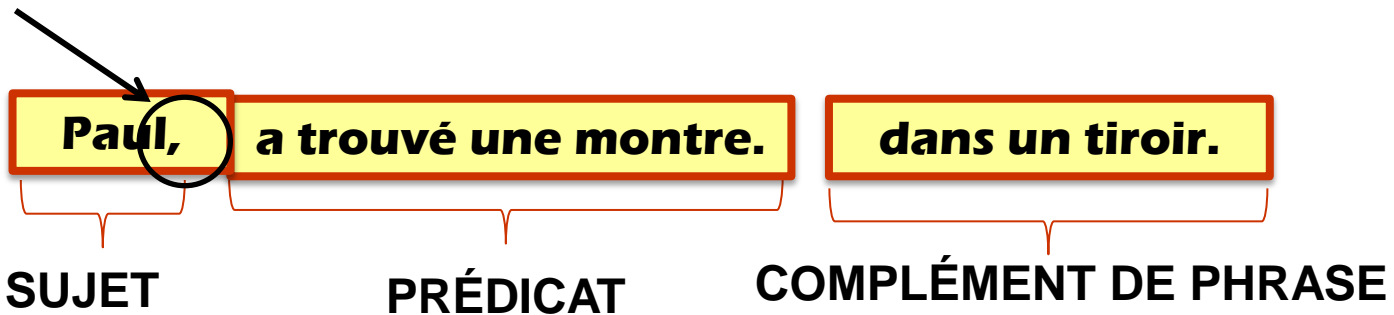 Paul, a trouvé une montre. dans un tiroir.
SUJET PRÉDICAT COMPLÉMENT DE PHRASE